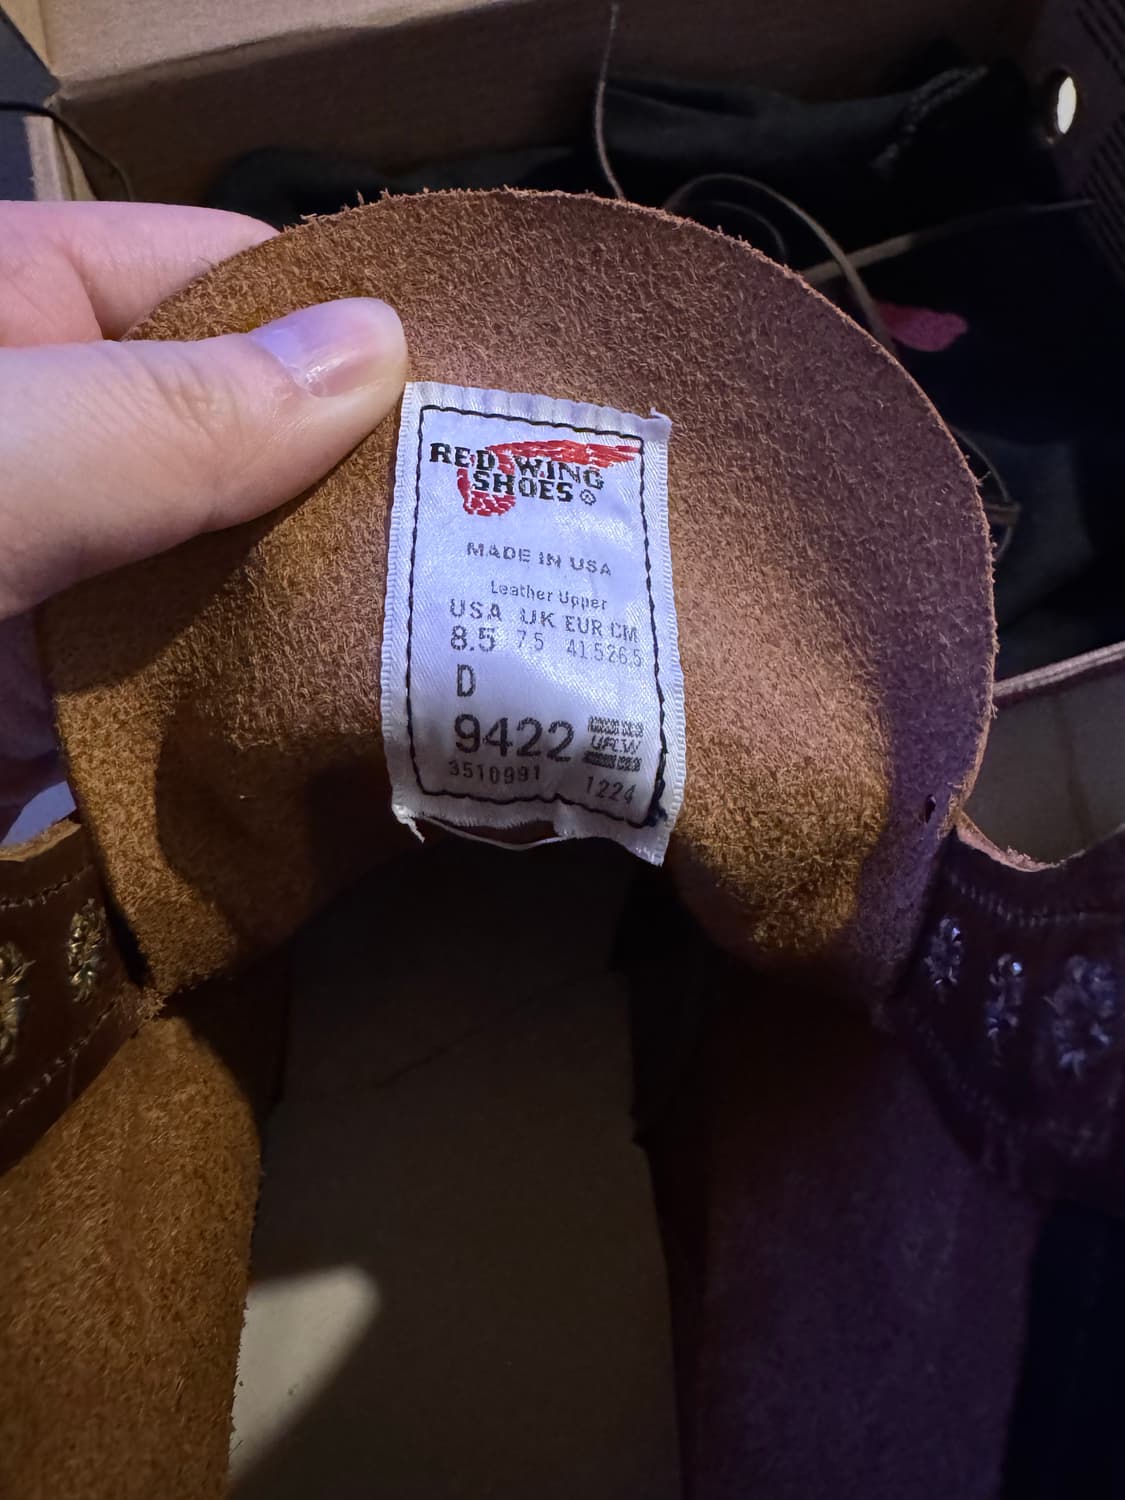 RED WING
SHOES®
MADE IN USA
Leather Upper
USA UK EUR CM
8.5 7.5 41.5 26.5
D
9422 UFCW
3510991 1224